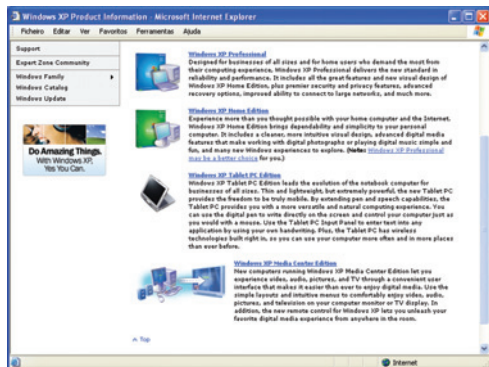 Windows XP Product Information - Microsoft Internet Explorer
Ficheiro Editar Ver Favoritos Ferramentas Ajuda
Support
Expert Zone Community
Windows Family
Windows Catalog
Windows Update
Do Amazing Things.
With Windows XP,
Yes You Can.
Windows XP Professional
Designed for businesses of all sizes and for home users who demand the most from
their computing experience, Windows XP Professional delivers the new standard in
reliability and performance. It includes all the great features and new visual design of
Windows XP Home Edition, plus premier security and privacy features, advanced
recovery options, improved ability to connect to large networks, and much more.
Windows XP Home Edition
Experience more than you thought possible with your home computer and the Internet.
Windows XP Home Edition brings dependability and simplicity to your personal
computer. It includes a cleaner, more intuitive visual design, advanced digital media
features that make working with digital photographs or playing digital music simple and
fun, and many new Windows experiences to explore. (Note: Windows XP Professional
may be a better choice for you.)
Windows XP Tablet PC Edition
Windows XP Tablet PC Edition leads the evolution of the notebook computer for
businesses of all sizes. Thin and lightweight, but extremely powerful, the new Tablet PC
provides the freedom to be truly mobile. By extending pen and speech capabilities, the
Tablet PC provides you with a more versatile and natural computing experience. You
can use the digital pen to write directly on the screen and control your computer just as
you would with a mouse. Use the Tablet PC Input Panel to enter text into any
application by using your own handwriting. Plus, the Tablet PC has wireless
technologies built right in, so you can use your computer more often and in more places
than ever before.
Windows XP Media Center Edition
New computers running Windows XP Media Center Edition let you
experience video, audio, pictures, and TV through a convenient user
interface that makes it easier than ever to enjoy digital media. Use the
simple layouts and intuitive menus to comfortably enjoy video, audio,
pictures, and television on your computer monitor or TV display. In
addition, the new remote control for Windows XP lets you unleash your
favorite digital media experience from anywhere in the room.
Top
Internet